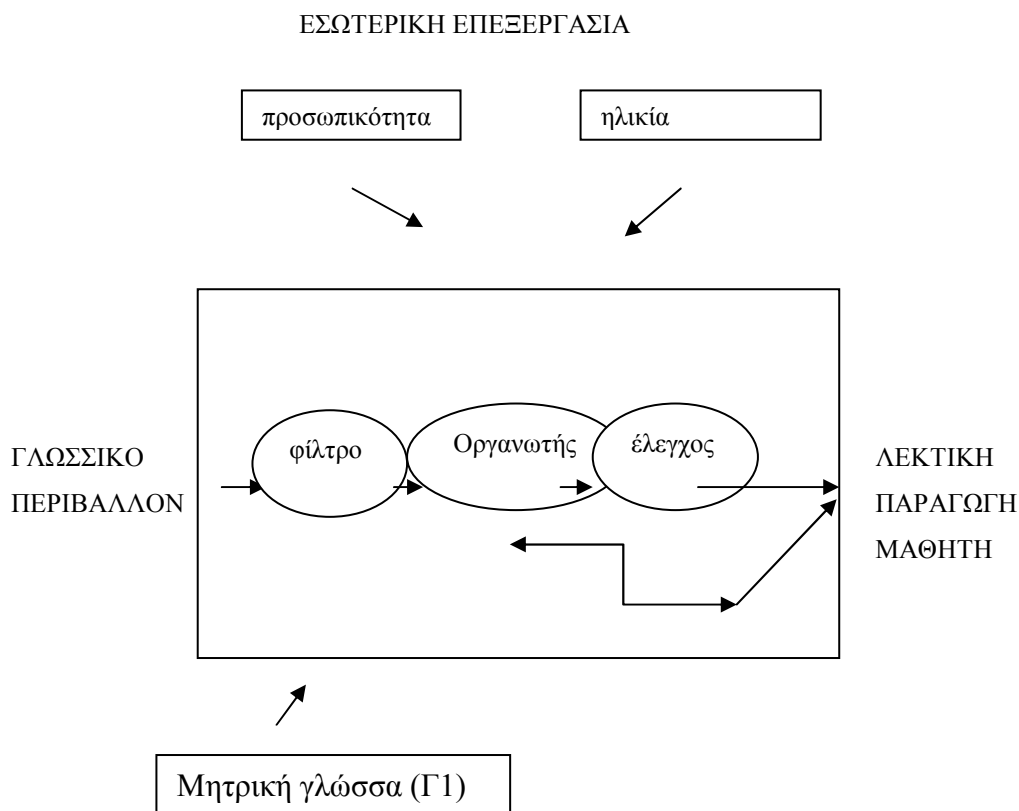 ΕΣΩΤΕΡΙΚΗ ΕΠΕΞΕΡΓΑΣΙΑ
προσωπικότητα
ηλικία
φίλτρο
Οργανωτής
έλεγχος
ΓΛΩΣΣΙΚΟ
ΠΕΡΙΒΑΛΛΟΝ
ΛΕΚΤΙΚΗ
ΠΑΡΑΓΩΓΗ
ΜΑΘΗΤΗ
Μητρική γλώσσα (Γ1)